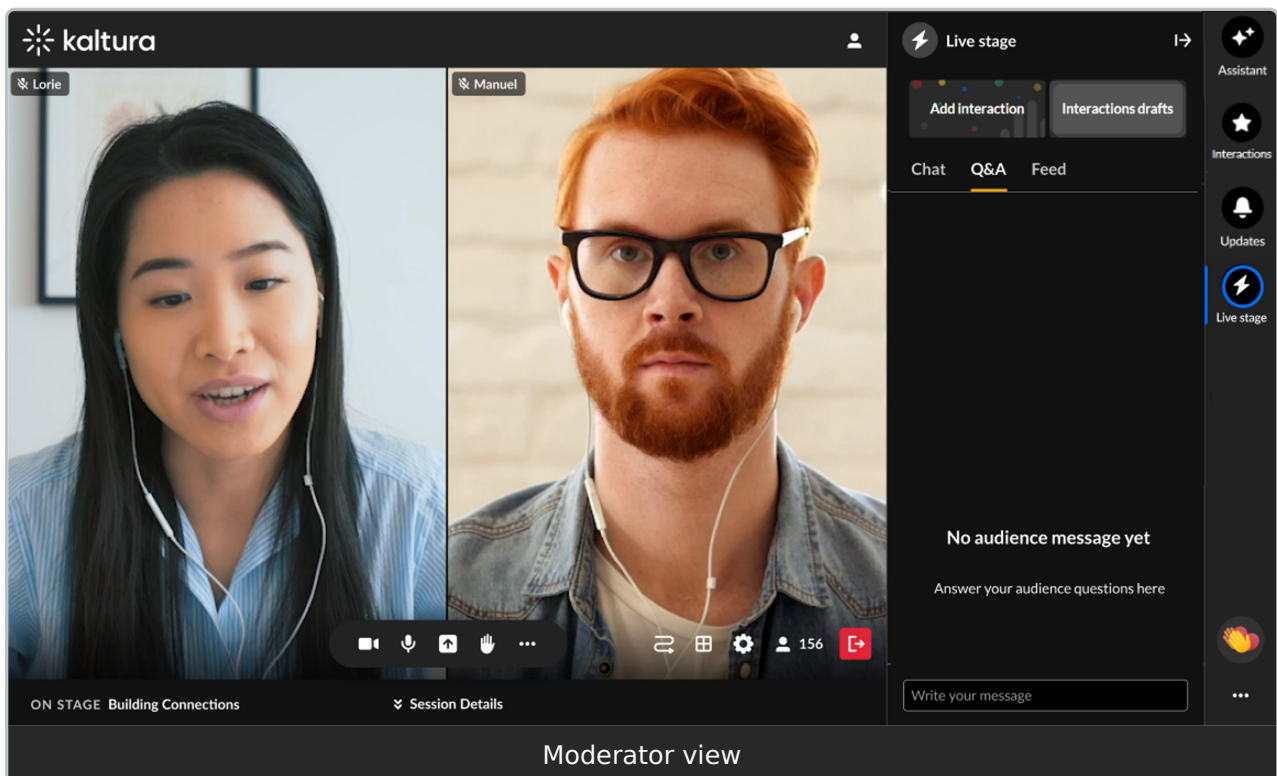 kaltura
Lorie
Manuel
156
ON STAGE Building Connections
Session Details
Live stage
Add interaction
Interactions drafts
Chat Q&A Feed
No audience message yet
Answer your audience questions here
Write your message
Assistant
Interactions
Updates
Live stage
Moderator view